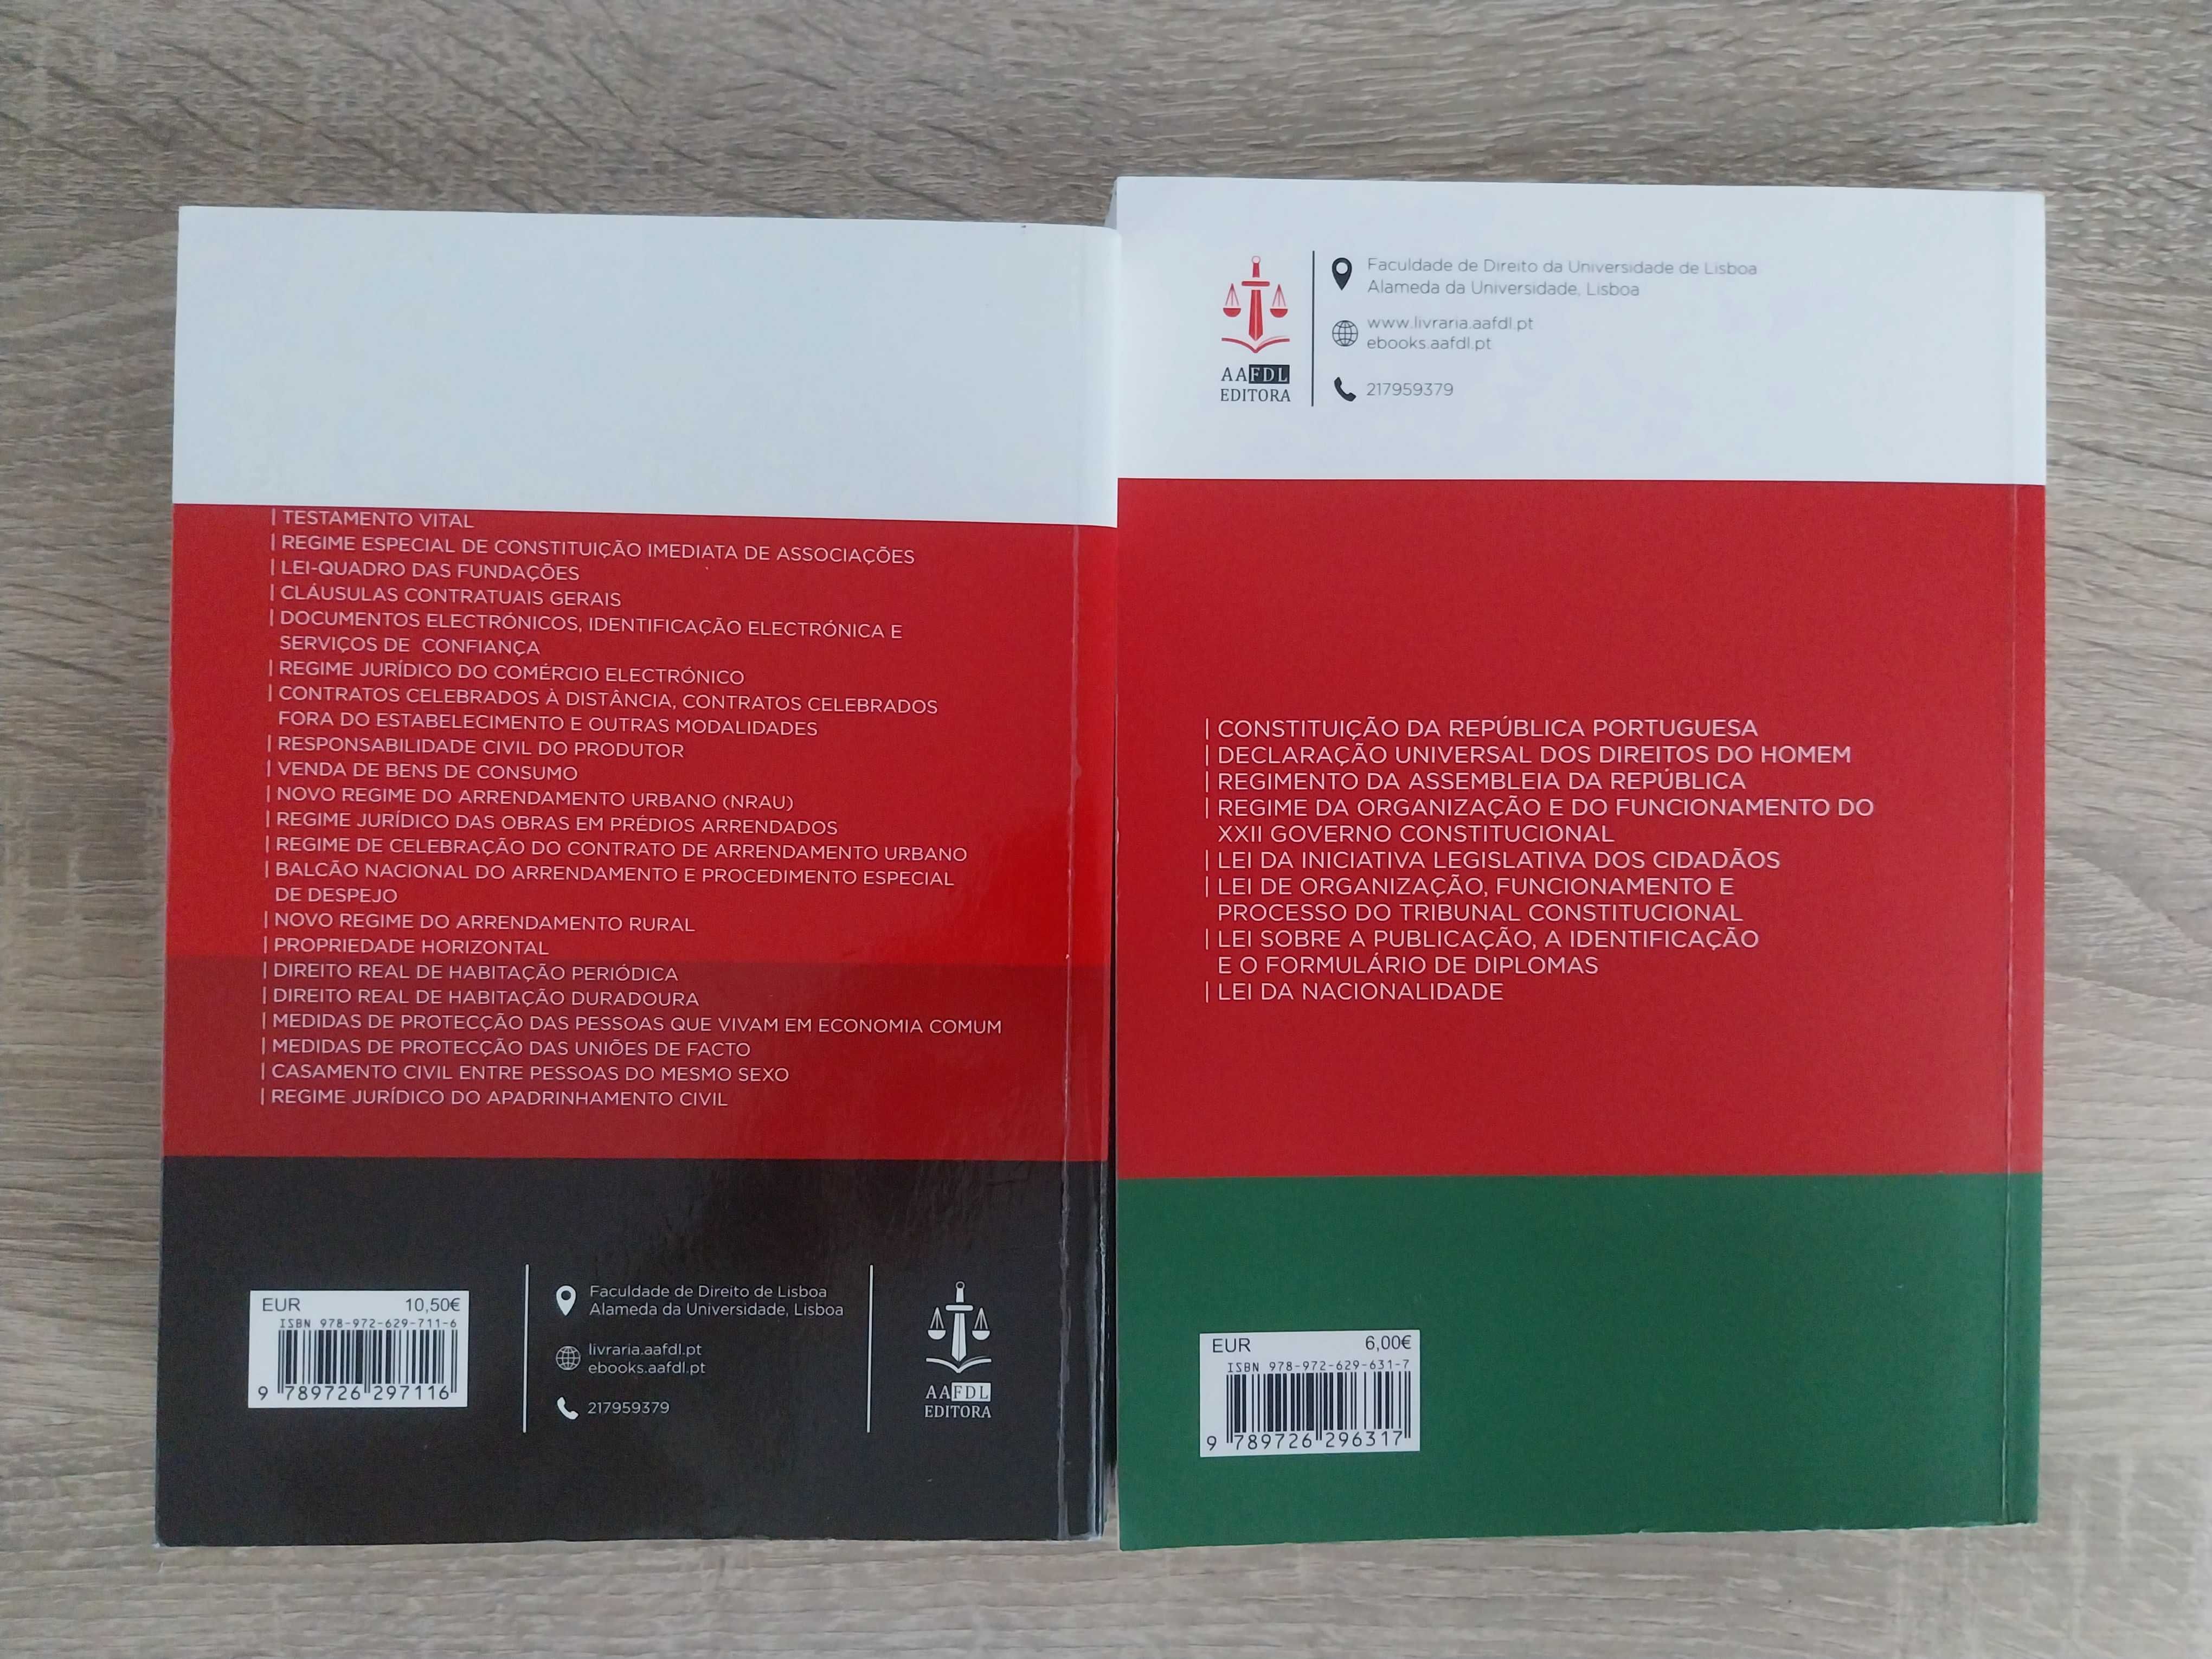 | TESTAMENTO VITAL
| REGIME ESPECIAL DE CONSTITUIÇÃO IMEDIATA DE ASSOCIAÇÕES
| LEI-QUADRO DAS FUNDAÇÕES
| CLÁUSULAS CONTRATUAIS GERAIS
| DOCUMENTOS ELECTRÓNICOS, IDENTIFICAÇÃO ELECTRÓNICA E
SERVIÇOS DE CONFIANÇA
| REGIME JURÍDICO DO COMÉRCIO ELECTRÓNICO
| CONTRATOS CELEBRADOS À DISTÂNCIA, CONTRATOS CELEBRADOS
FORA DO ESTABELECIMENTO E OUTRAS MODALIDADES
| RESPONSABILIDADE CIVIL DO PRODUTOR
| VENDA DE BENS DE CONSUMO
| NOVO REGIME DO ARRENDAMENTO URBANO (NRAU)
| REGIME JURÍDICO DAS OBRAS EM PRÉDIOS ARRENDADOS
| REGIME DE CELEBRAÇÃO DO CONTRATO DE ARRENDAMENTO URBANO
| BALCÃO NACIONAL DO ARRENDAMENTO E PROCEDIMENTO ESPECIAL
DE DESPEJO
| NOVO REGIME DO ARRENDAMENTO RURAL
| PROPRIEDADE HORIZONTAL
| DIREITO REAL DE HABITAÇÃO PERIÓDICA
| DIREITO REAL DE HABITAÇÃO DURADOURA
| MEDIDAS DE PROTECÇÃO DAS PESSOAS QUE VIVAM EM ECONOMIA COMUM
| MEDIDAS DE PROTECÇÃO DAS UNIÕES DE FACTO
| CASAMENTO CIVIL ENTRE PESSOAS DO MESMO SEXO
| REGIME JURÍDICO DO APADRINHAMENTO CIVIL
EUR 10,50€
ISBN 978-972-629-711-6
9 789726 297116
Faculdade de Direito de Lisboa
Alameda da Universidade, Lisboa
livraria.aafdl.pt
ebooks.aafdl.pt
217959379
AAFDL
EDITORA
AAFDL
EDITORA
Faculdade de Direito da Universidade de Lisboa
Alameda da Universidade, Lisboa
www.livraria.aafdl.pt
ebooks.aafdl.pt
217959379
| CONSTITUIÇÃO DA REPÚBLICA PORTUGUESA
| DECLARAÇÃO UNIVERSAL DOS DIREITOS DO HOMEM
| REGIMENTO DA ASSEMBLEIA DA REPÚBLICA
| REGIME DA ORGANIZAÇÃO E DO FUNCIONAMENTO DO
XXII GOVERNO CONSTITUCIONAL
| LEI DA INICIATIVA LEGISLATIVA DOS CIDADÃOS
| LEI DE ORGANIZAÇÃO, FUNCIONAMENTO E
PROCESSO DO TRIBUNAL CONSTITUCIONAL
| LEI SOBRE A PUBLICAÇÃO, A IDENTIFICAÇÃO
E O FORMULÁRIO DE DIPLOMAS
| LEI DA NACIONALIDADE
EUR 6,00€
ISBN 978-972-629-631-7
9 789726 296317